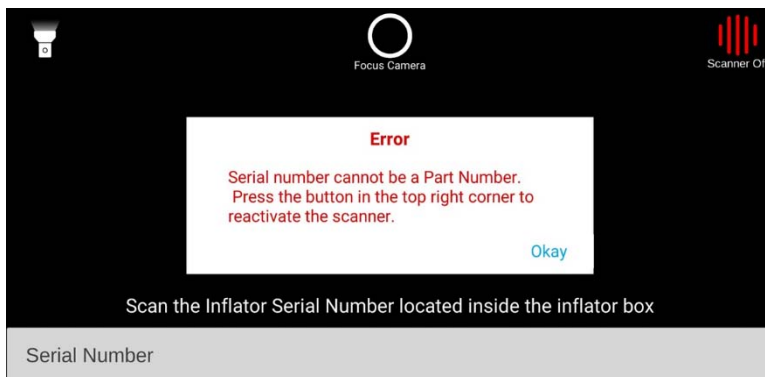 Focus Camera
Scanner Of
Error
Serial number cannot be a Part Number.
Press the button in the top right corner to
reactivate the scanner.
Okay
Scan the Inflator Serial Number located inside the inflator box
Serial Number